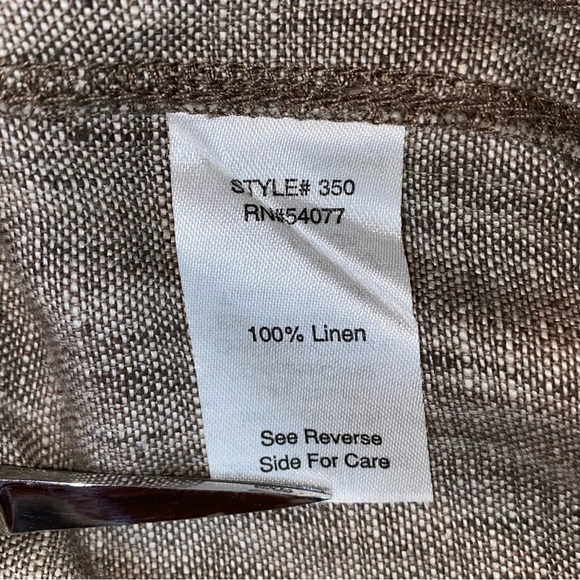 STYLE# 350
RN#54077
100% Linen
See Reverse
Side For Care